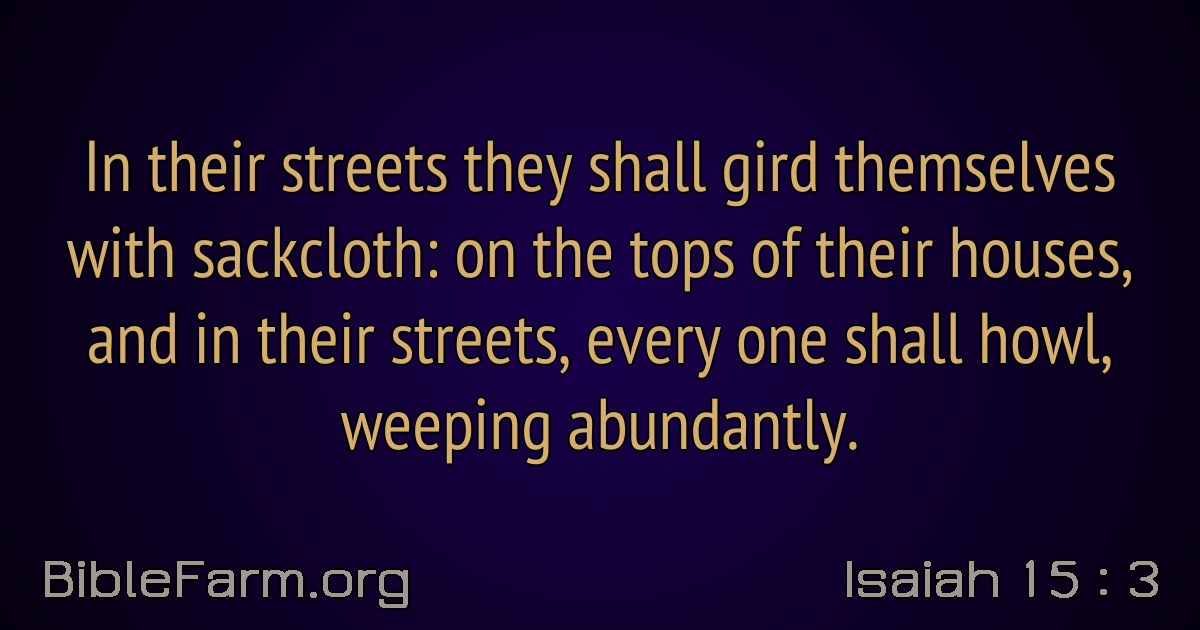 In their streets they shall gird themselves
with sackcloth: on the tops of their houses,
and in their streets, every one shall howl,
weeping abundantly.
BibleFarm.org
Isaiah 15 : 3